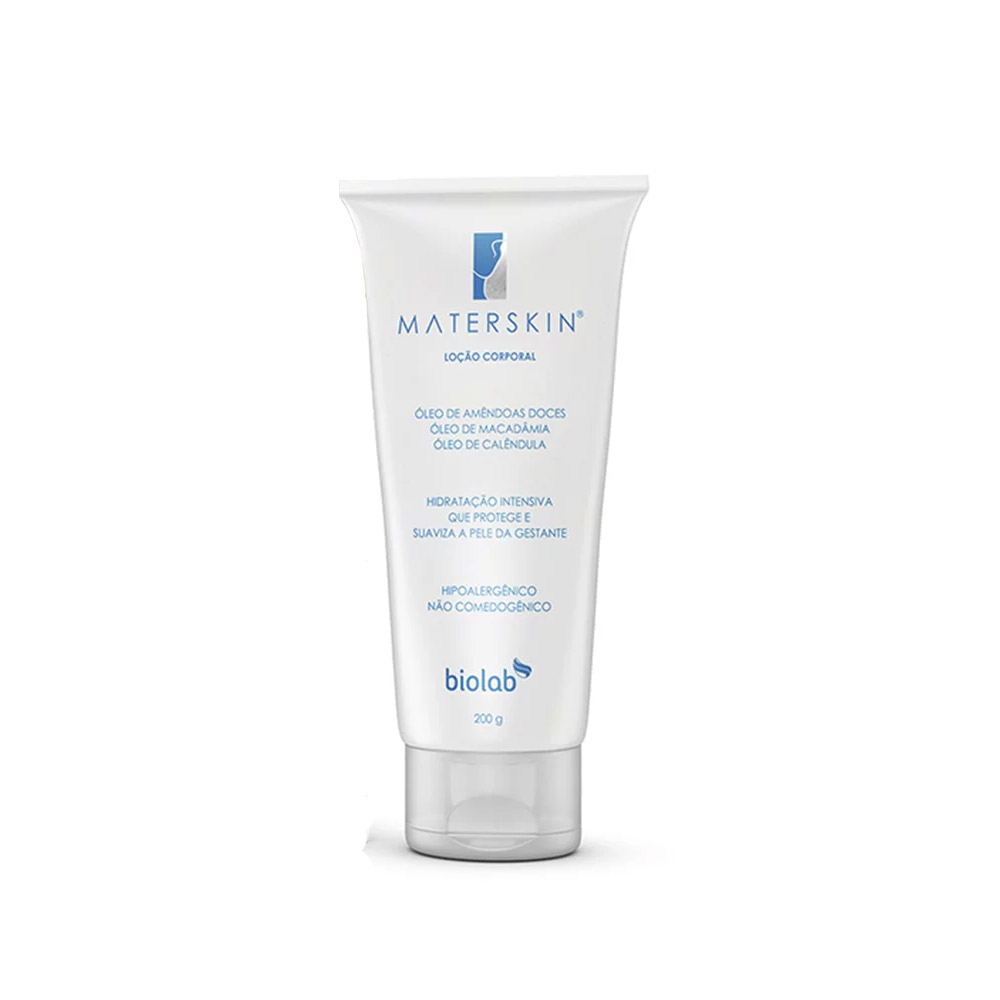 MATERSKIN®
LOÇÃO CORPORAL
ÓLEO DE AMÊNDOAS DOCES
ÓLEO DE MACADÂMIA
ÓLEO DE CALÊNDULA
HIDRATAÇÃO INTENSIVA
QUE PROTEGE E
SUAVIZA A PELE DA GESTANTE
HIPOALERGÊNICO
NÃO COMEDOGÊNICO
biolab
200 g